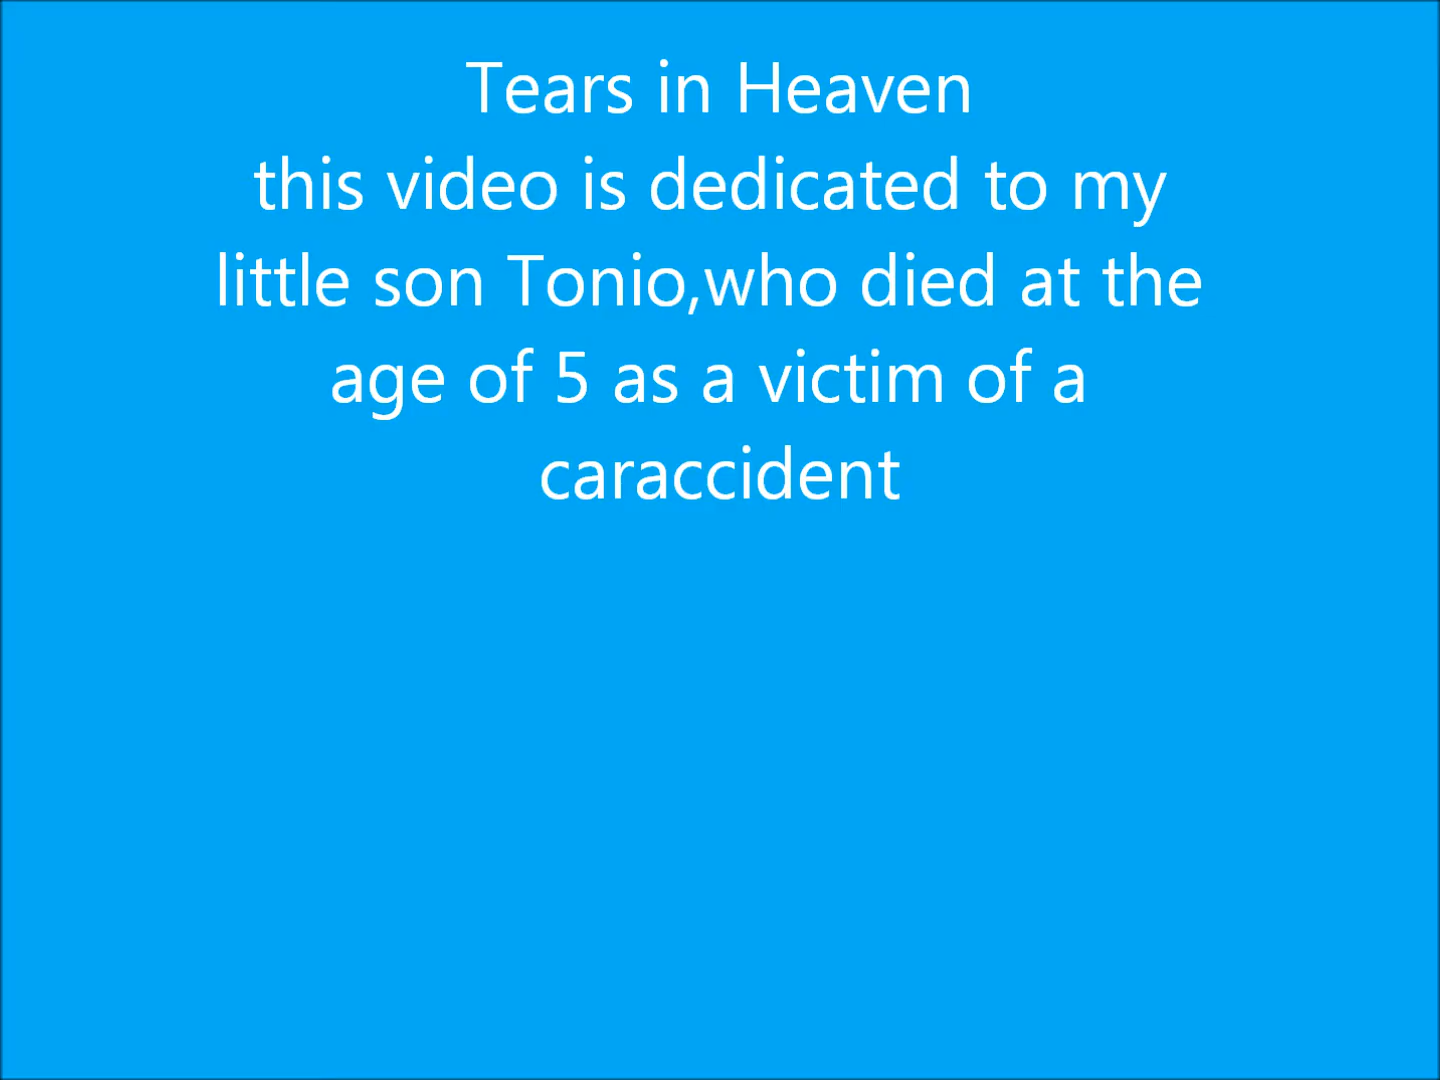 Tears in Heaven
this video is dedicated to my
little son Tonio,who died at the
age of 5 as a victim of a
caraccident